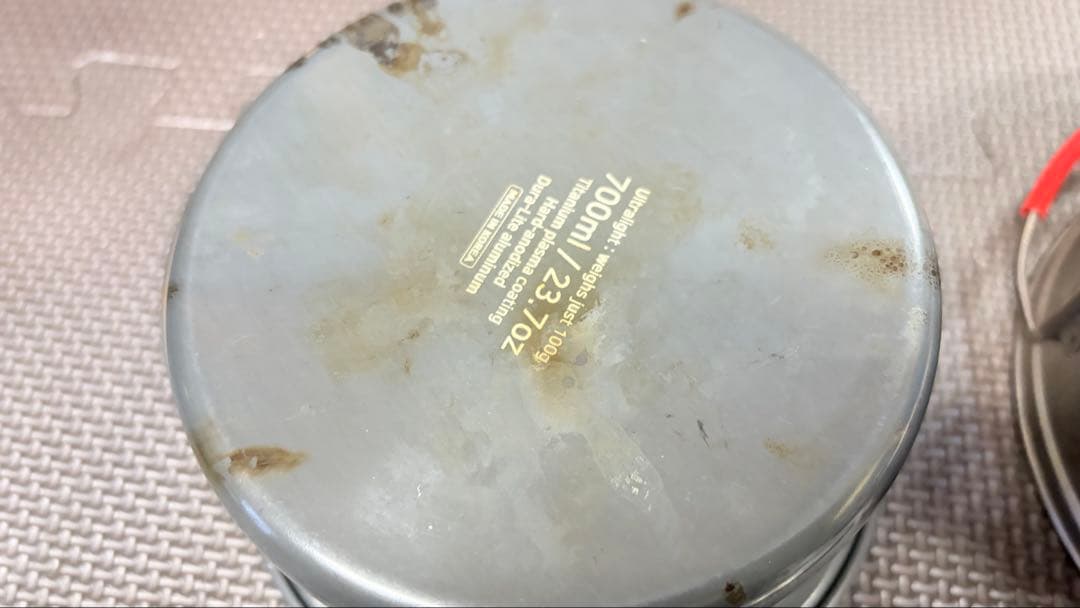 Ultralight : weighs just 100g.
700ml / 23.7oz
Titanium plasma coating
Hard-anodized
Dura-Lite aluminum
MADE IN KOREA